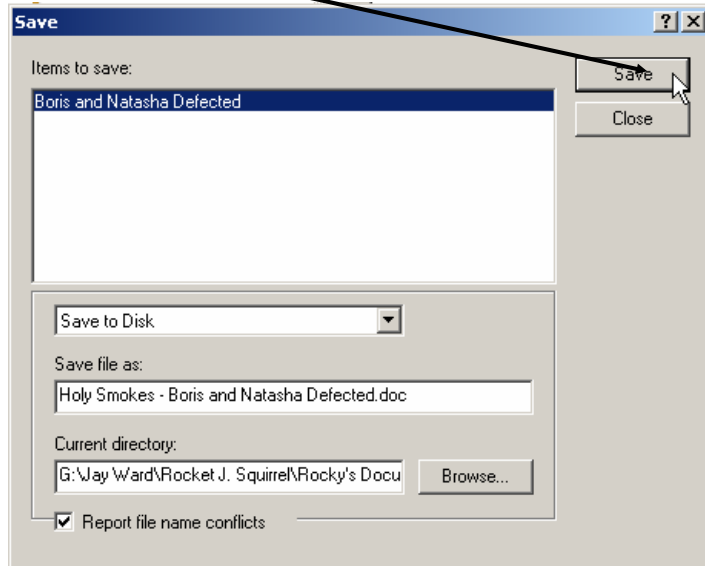 Save
Items to save:
Save
Boris and Natasha Defected
Close
Save to Disk
Save file as:
Holy Smokes - Boris and Natasha Defected.doc
Current directory:
G:\Jay Ward\Rocket J. Squirrel\Rocky's Docu
Browse...
Report file name conflicts